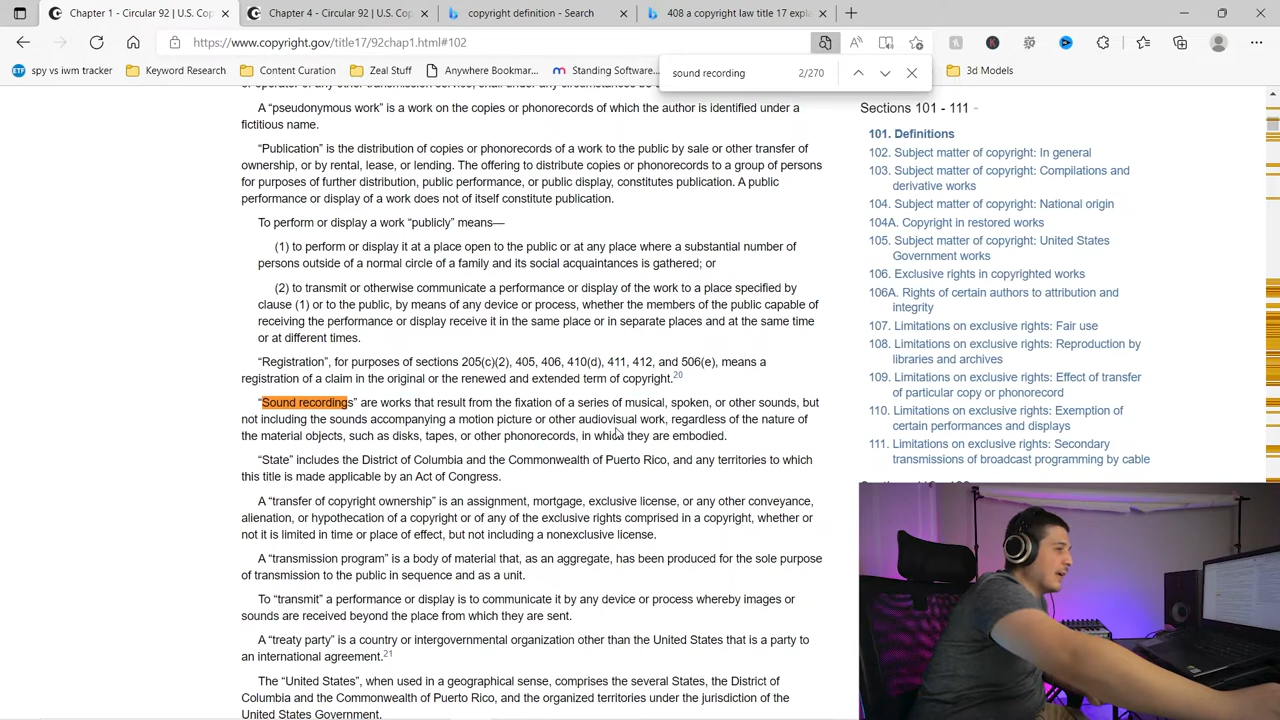 Chapter 1 - Circular 92 | U.S. Cop
Chapter 4 - Circular 92 | U.S. Cop
copyright definition - Search
408 a copyright law title 17 expla
https://www.copyright.gov/title17/92chap1.html#102
spy vs iwm tracker
Keyword Research
Content Curation
Zeal Stuff
Anywhere Bookmar...
Standing Software...
sound recording
2/270
3d Models
A “pseudonymous work” is a work on the copies or phonorecords of which the author is identified under a
fictitious name.
“Publication” is the distribution of copies or phonorecords of a work to the public by sale or other transfer of
ownership, or by rental, lease, or lending. The offering to distribute copies or phonorecords to a group of persons
for purposes of further distribution, public performance, or public display, constitutes publication. A public
performance or display of a work does not of itself constitute publication.
To perform or display a work “publicly” means—
(1) to perform or display it at a place open to the public or at any place where a substantial number of
persons outside of a normal circle of a family and its social acquaintances is gathered; or
(2) to transmit or otherwise communicate a performance or display of the work to a place specified by
clause (1) or to the public, by means of any device or process, whether the members of the public capable of
receiving the performance or display receive it in the same place or in separate places and at the same time
or at different times.
“Registration”, for purposes of sections 205(c)(2), 405, 406, 410(d), 411, 412, and 506(e), means a
registration of a claim in the original or the renewed and extended term of copyright.20
“Sound recordings” are works that result from the fixation of a series of musical, spoken, or other sounds, but
not including the sounds accompanying a motion picture or other audiovisual work, regardless of the nature of
the material objects, such as disks, tapes, or other phonorecords, in which they are embodied.
“State” includes the District of Columbia and the Commonwealth of Puerto Rico, and any territories to which
this title is made applicable by an Act of Congress.
A “transfer of copyright ownership” is an assignment, mortgage, exclusive license, or any other conveyance,
alienation, or hypothecation of a copyright or of any of the exclusive rights comprised in a copyright, whether or
not it is limited in time or place of effect, but not including a nonexclusive license.
A “transmission program” is a body of material that, as an aggregate, has been produced for the sole purpose
of transmission to the public in sequence and as a unit.
To “transmit” a performance or display is to communicate it by any device or process whereby images or
sounds are received beyond the place from which they are sent.
A “treaty party” is a country or intergovernmental organization other than the United States that is a party to
an international agreement.21
The “United States”, when used in a geographical sense, comprises the several States, the District of
Columbia and the Commonwealth of Puerto Rico, and the organized territories under the jurisdiction of the
United States Government.
Sections 101 - 111
101. Definitions
102. Subject matter of copyright: In general
103. Subject matter of copyright: Compilations and
derivative works
104. Subject matter of copyright: National origin
104A. Copyright in restored works
105. Subject matter of copyright: United States
Government works
106. Exclusive rights in copyrighted works
106A. Rights of certain authors to attribution and
integrity
107. Limitations on exclusive rights: Fair use
108. Limitations on exclusive rights: Reproduction by
libraries and archives
109. Limitations on exclusive rights: Effect of transfer
of particular copy or phonorecord
110. Limitations on exclusive rights: Exemption of
certain performances and displays
111. Limitations on exclusive rights: Secondary
transmissions of broadcast programming by cable